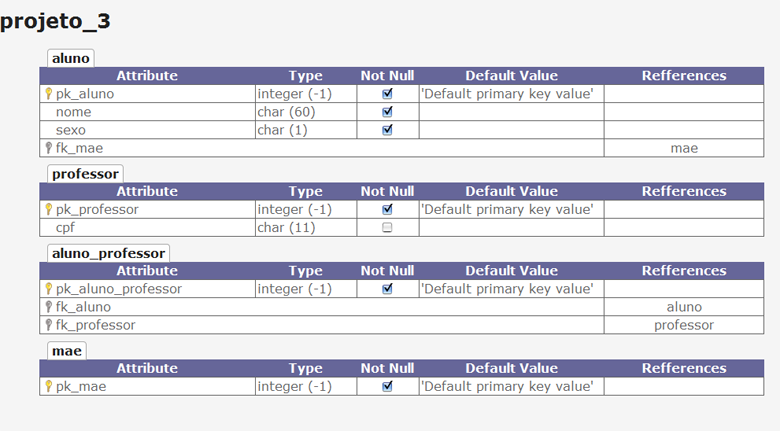 projeto_3
aluno
Attribute Type Not Null Default Value Refferences
pk_aluno integer (-1) 'Default primary key value'
nome char (60)
sexo char (1)
fk_mae mae
professor
Attribute Type Not Null Default Value Refferences
pk_professor integer (-1) 'Default primary key value'
cpf char (11)
aluno_professor
Attribute Type Not Null Default Value Refferences
pk_aluno_professor integer (-1) 'Default primary key value'
fk_aluno aluno
fk_professor professor
mae
Attribute Type Not Null Default Value Refferences
pk_mae integer (-1) 'Default primary key value'